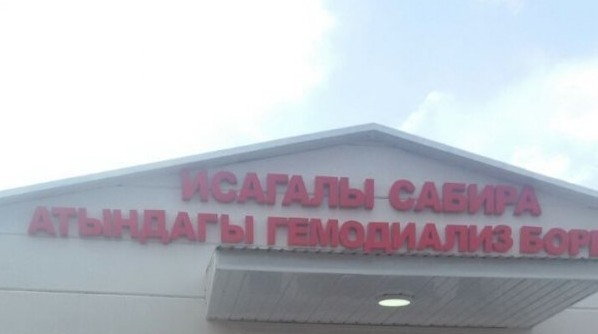 ИСАГАЛЫ САБИРА
АТЫНДАГЫ ГЕМОДИАЛИЗ